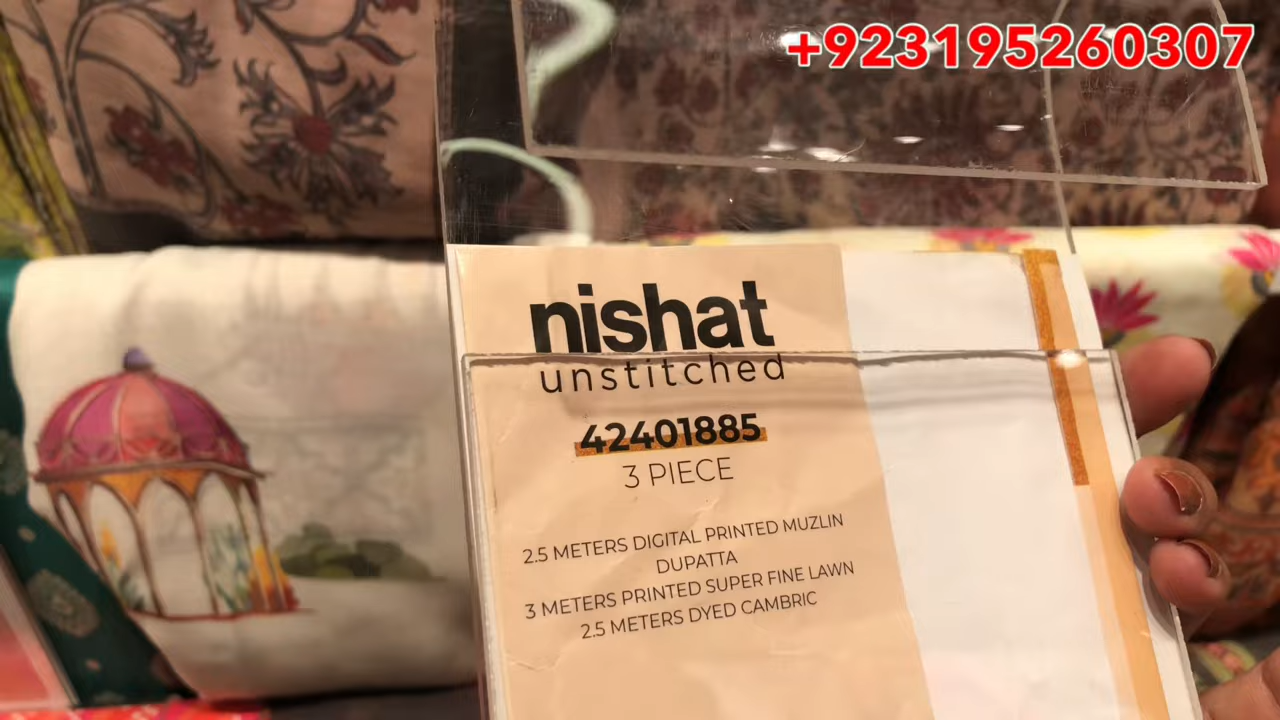 +923195260307
nishat
unstitched
42401885
3 PIECE
2.5 METERS DIGITAL PRINTED MUZLIN
DUPATTA
3 METERS PRINTED SUPER FINE LAWN
2.5 METERS DYED CAMBRIC